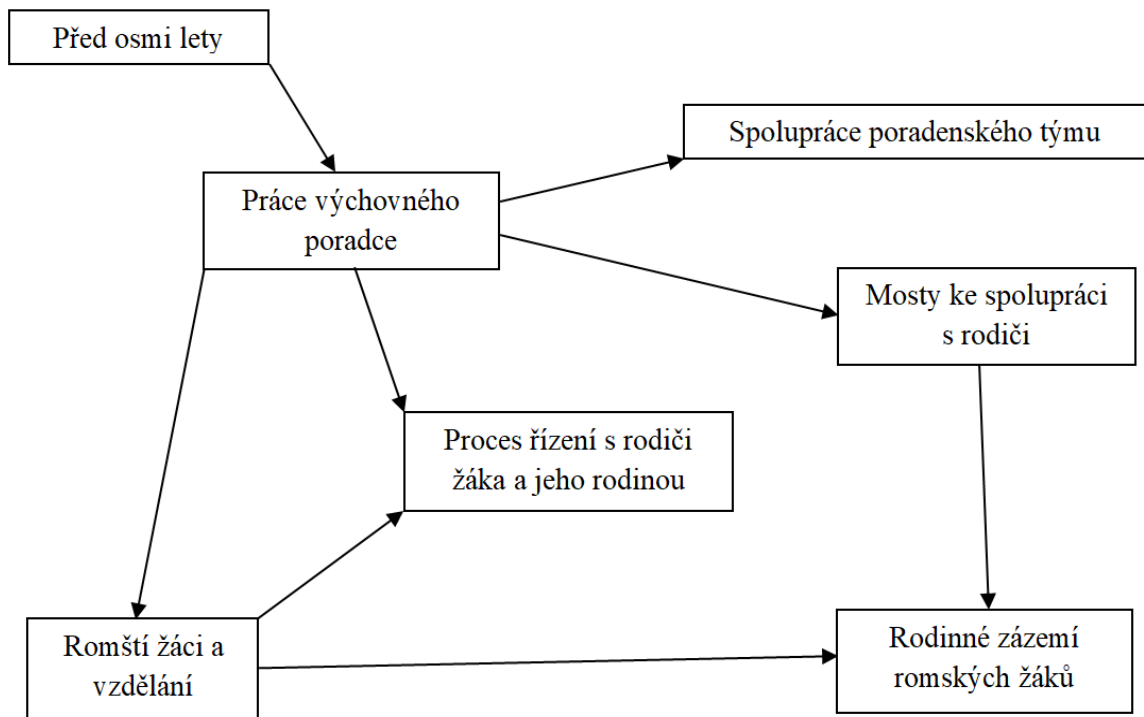 Před osmi lety
Spolupráce poradenského týmu
Práce výchovného
poradce
Mosty ke spolupráci
s rodiči
Proces řízení s rodiči
žáka a jeho rodinou
Romští žáci a
vzdělání
Rodinné zázemí
romských žáků